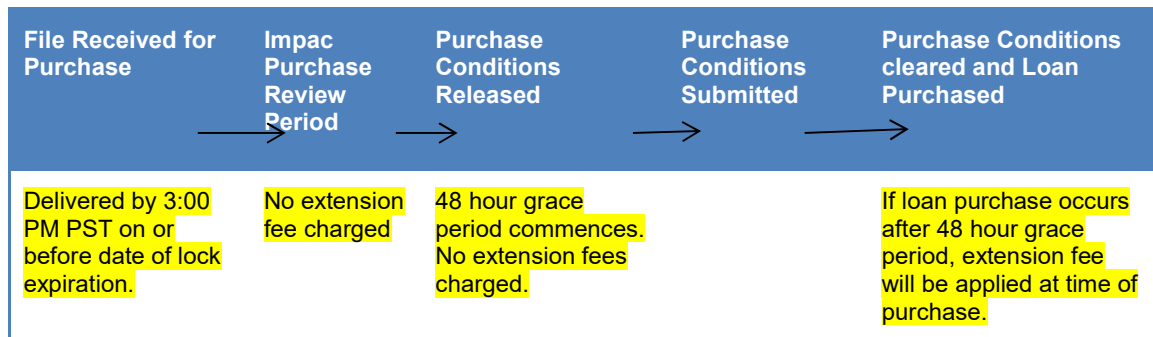 File Received for
Purchase
Impac
Purchase
Review
Period
Purchase
Conditions
Released
Purchase
Conditions
Submitted
Purchase Conditions
cleared and Loan
Purchased
Delivered by 3:00
PM PST on or
before date of lock
expiration.
No extension
fee charged
48 hour grace
period commences.
No extension fees
charged.
If loan purchase occurs
after 48 hour grace
period, extension fee
will be applied at time of
purchase.